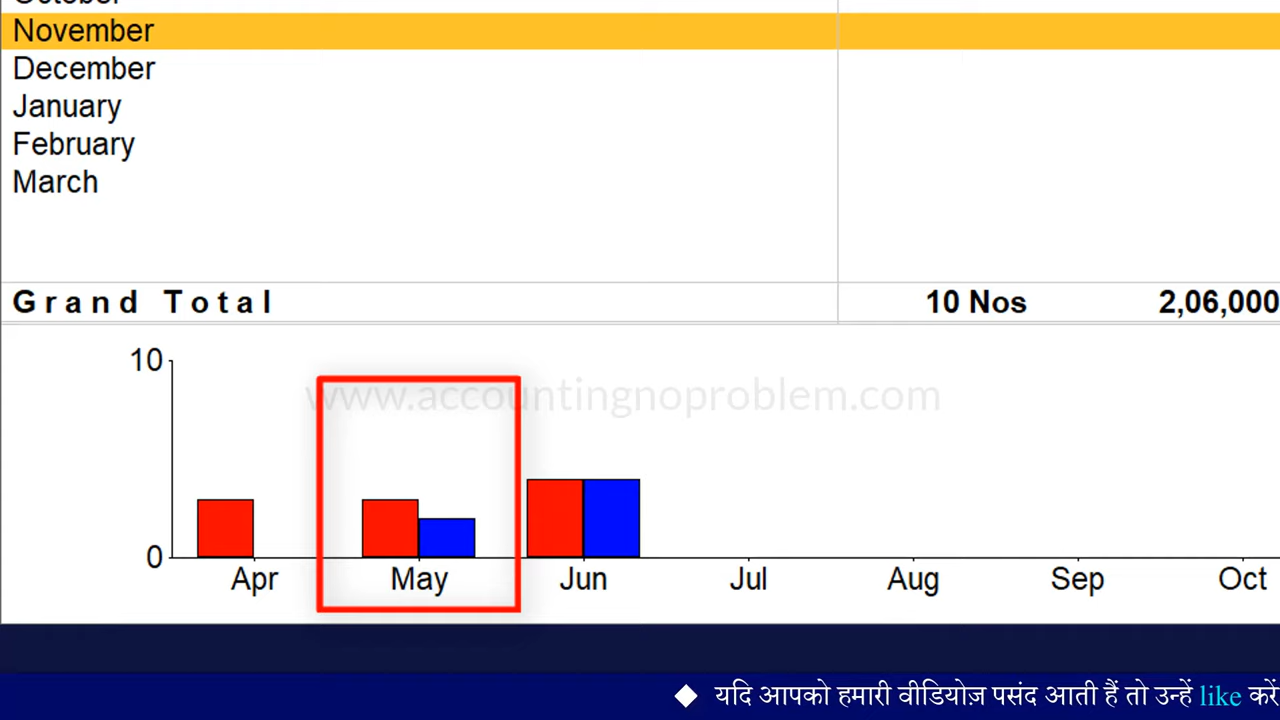 October
November
December
January
February
March
Grand Total 10 Nos 2,06,000
10
www.accountingnoproblem.com
0
Apr May Jun Jul Aug Sep Oct
◆ यदि आपको हमारी वीडियोज़ पसंद आती हैं तो उन्हें like करें